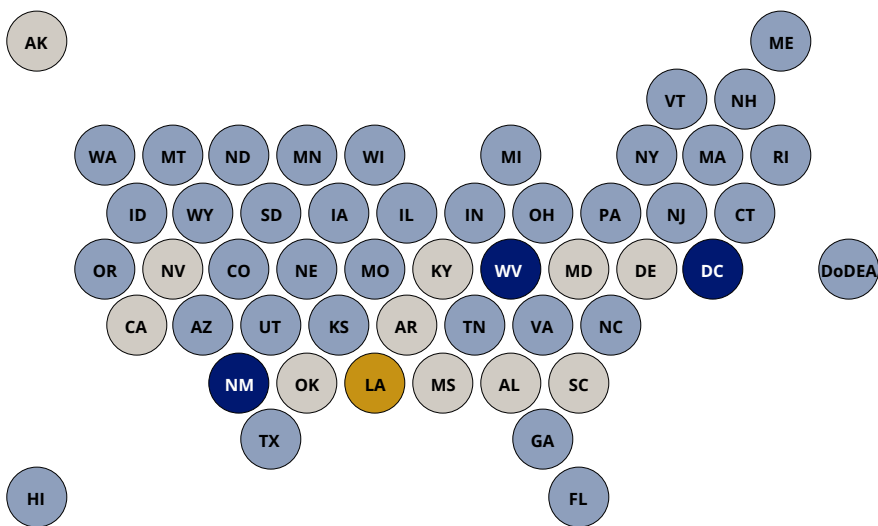 AK ME
VT NH
WA MT ND MN WI MI NY MA RI
ID WY SD IA IL IN OH PA NJ CT
OR NV CO NE MO KY WV MD DE DC DoDEA
CA AZ UT KS AR TN VA NC
NM OK LA MS AL SC
TX GA
HI FL